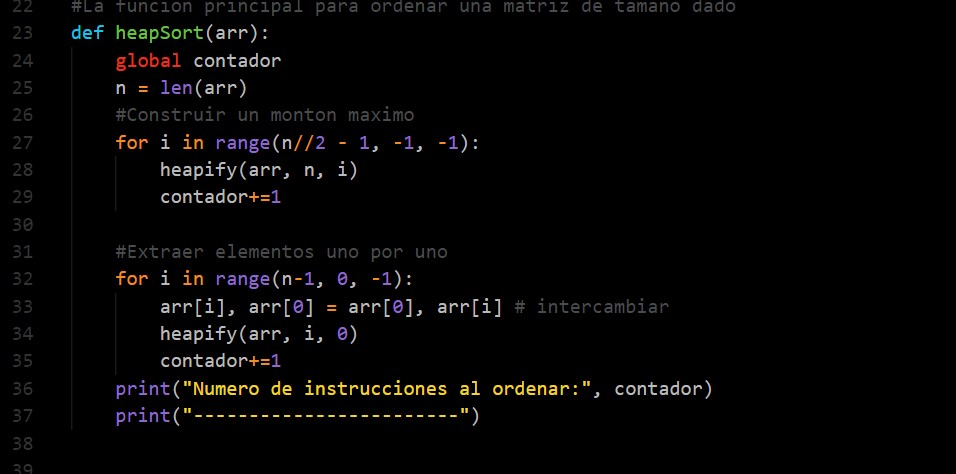 22 #La funcion principal para ordenar una matriz de tamano dado
23 def heapSort(arr):
24     global contador
25     n = len(arr)
26     #Construir un monton maximo
27     for i in range(n//2 - 1, -1, -1):
28         heapify(arr, n, i)
29         contador+=1
30
31     #Extraer elementos uno por uno
32     for i in range(n-1, 0, -1):
33         arr[i], arr[0] = arr[0], arr[i] # intercambiar
34         heapify(arr, i, 0)
35         contador+=1
36     print("Numero de instrucciones al ordenar:", contador)
37     print("------------------------")
38
39